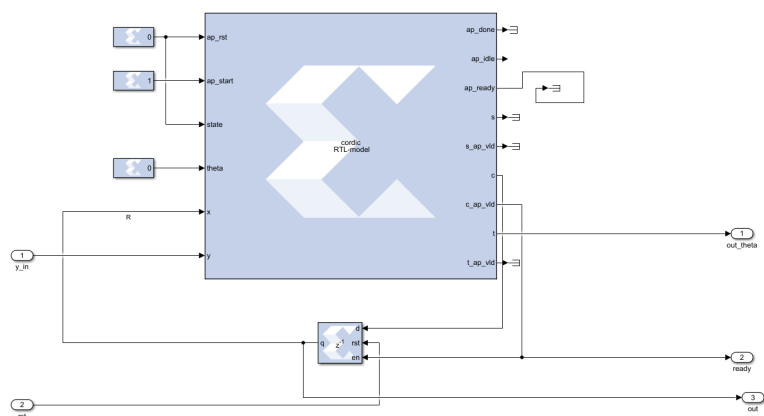 0
ap_rst
1
ap_start
state
0
theta
R
x
1
y_in
y
cordic
RTL-model
ap_done
ap_idle
ap_ready
s
s_ap_vld
c
c_ap_vld
t
t_ap_vld
1
out_theta
q
z-1
d
rst
en
2
ready
2
3
out